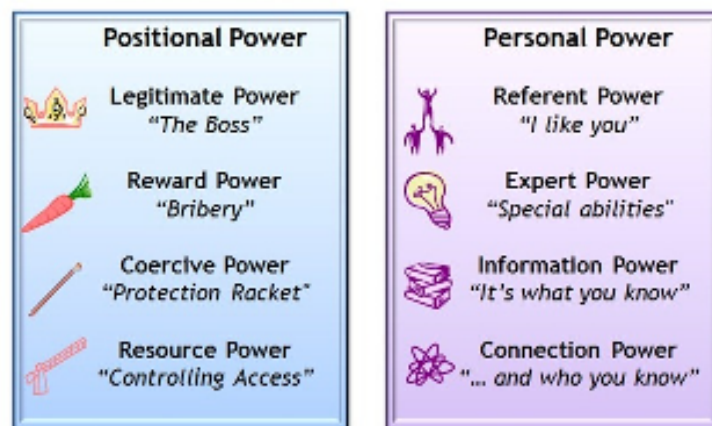 Positional Power
Legitimate Power
“The Boss”
Reward Power
“Bribery”
Coercive Power
“Protection Racket"
Resource Power
“Controlling Access”
Personal Power
Referent Power
“I like you”
Expert Power
“Special abilities"
Information Power
“It’s what you know”
Connection Power
“… and who you know”